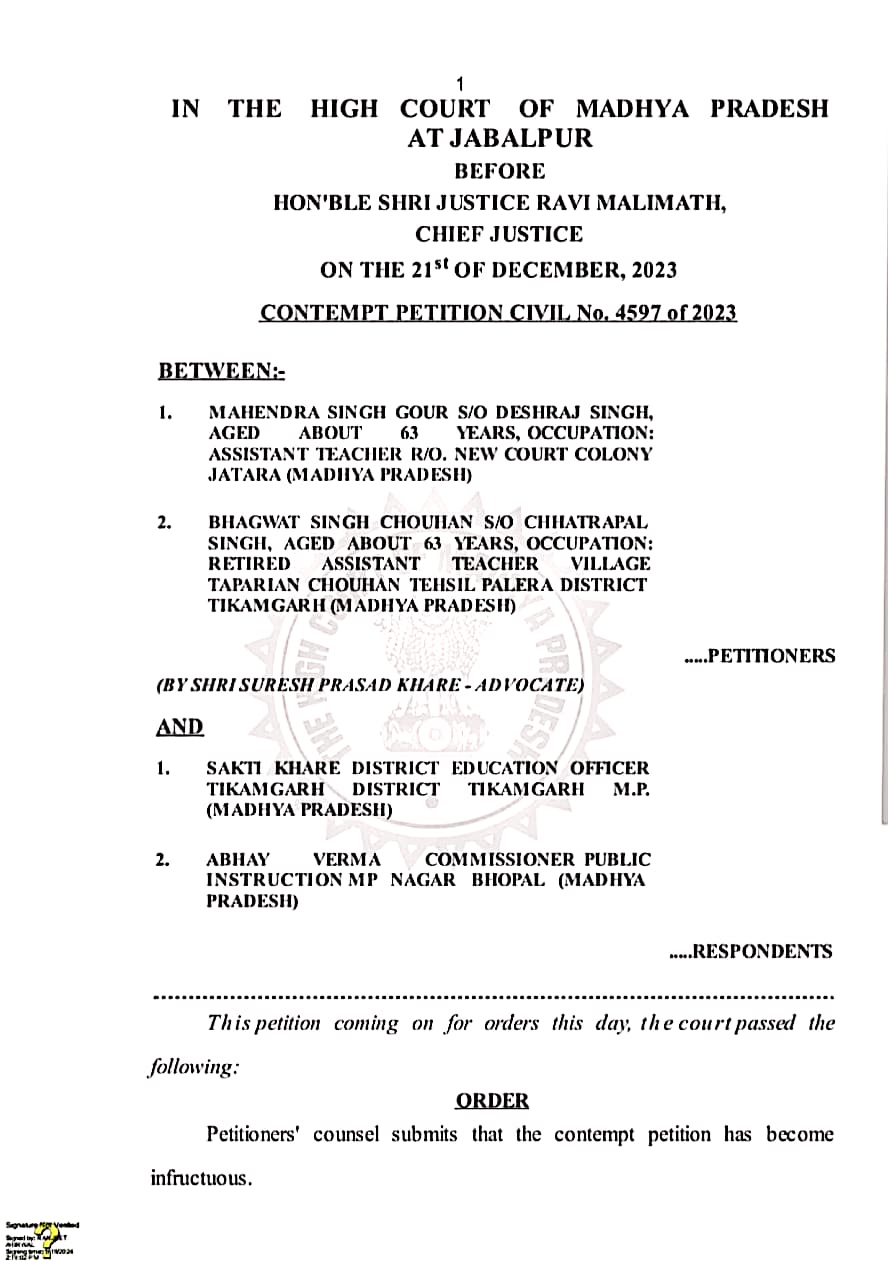 1
IN THE HIGH COURT OF MADHYA PRADESH
AT JABALPUR
BEFORE
HON'BLE SHRI JUSTICE RAVI MALIMATH,
CHIEF JUSTICE
ON THE 21st OF DECEMBER, 2023
CONTEMPT PETITION CIVIL No. 4597 of 2023
BETWEEN:-
1. MAHENDRA SINGH GOUR S/O DESHRAJ SINGH,
AGED ABOUT 63 YEARS, OCCUPATION:
ASSISTANT TEACHER R/O. NEW COURT COLONY
JATARA (MADHYA PRADESH)
2. BHAGWAT SINGH CHOUHAN S/O CHHATRAPAL
SINGH, AGED ABOUT 63 YEARS, OCCUPATION:
RETIRED ASSISTANT TEACHER VILLAGE
TAPARIAN CHOUHAN TEHSIL PALERA DISTRICT
TIKAMGARH (MADHYA PRADESH)
.....PETITIONERS
(BY SHRI SURESH PRASAD KHARE - ADVOCATE)
AND
1. SAKTI KHARE DISTRICT EDUCATION OFFICER
TIKAMGARH DISTRICT TIKAMGARH M.P.
(MADHYA PRADESH)
2. ABHAY VERMA COMMISSIONER PUBLIC
INSTRUCTION MP NAGAR BHOPAL (MADHYA
PRADESH)
.....RESPONDENTS
This petition coming on for orders this day, the court passed the
following:
ORDER
Petitioners' counsel submits that the contempt petition has become
infructuous.
THE HIGH COURT OF MADHYA PRADESH
Signature Not Verified
Signed by:
Signing time: